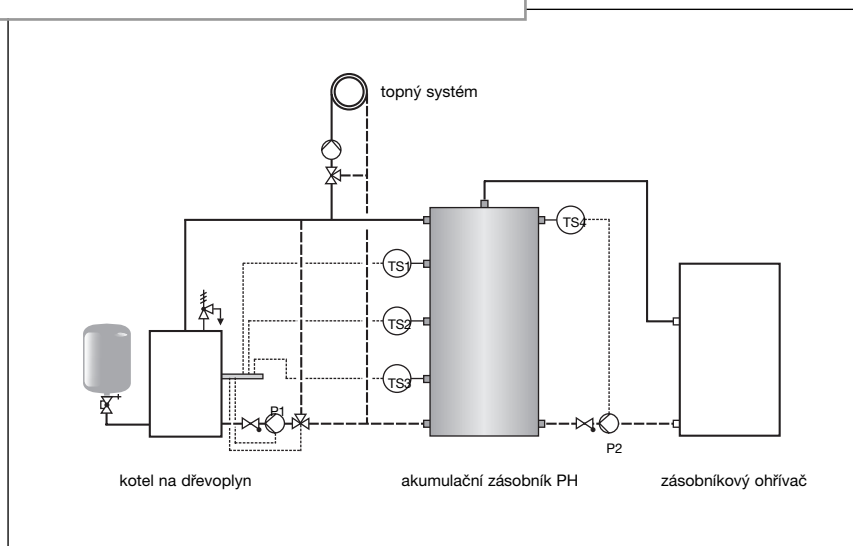 topný systém
TS4
TS1
TS2
TS3
P1
P2
kotel na dřevoplyn
akumulační zásobník PH
zásobníkový ohřívač